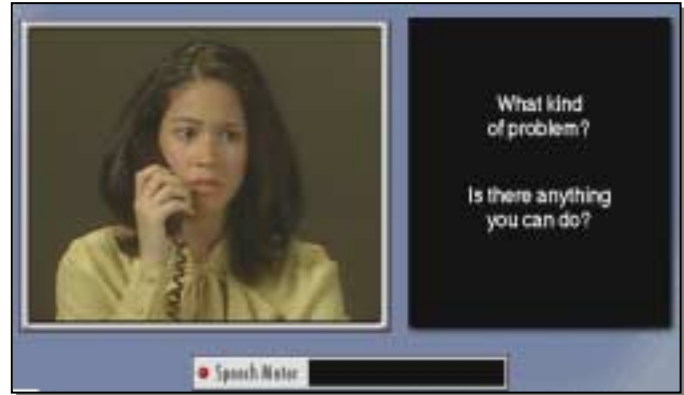 What kind
of problem?
Is there anything
you can do?
Speech Meter